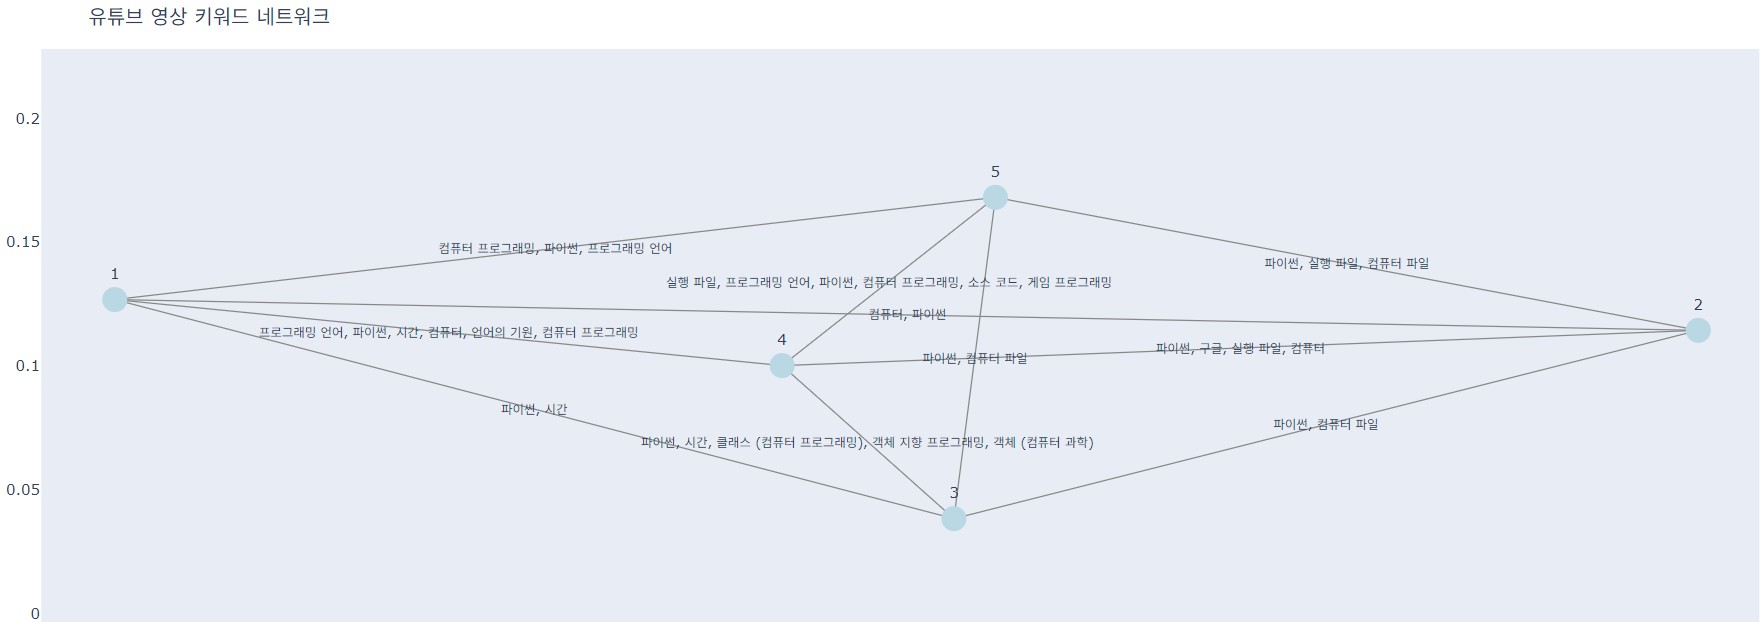 유튜브 영상 키워드 네트워크
0.2
5
0.15
컴퓨터 프로그래밍, 파이썬, 프로그래밍 언어
파이썬, 실행 파일, 컴퓨터 파일
1
실행 파일, 프로그래밍 언어, 파이썬, 컴퓨터 프로그래밍, 소스 코드, 게임 프로그래밍
2
컴퓨터, 파이썬
프로그래밍 언어, 파이썬, 시간, 컴퓨터, 언어의 기원, 컴퓨터 프로그래밍
4
파이썬, 구글, 실행 파일, 컴퓨터
파이썬, 컴퓨터 파일
0.1
파이썬, 시간
파이썬, 컴퓨터 파일
파이썬, 시간, 클래스 (컴퓨터 프로그래밍), 객체 지향 프로그래밍, 객체 (컴퓨터 과학)
0.05
3
0